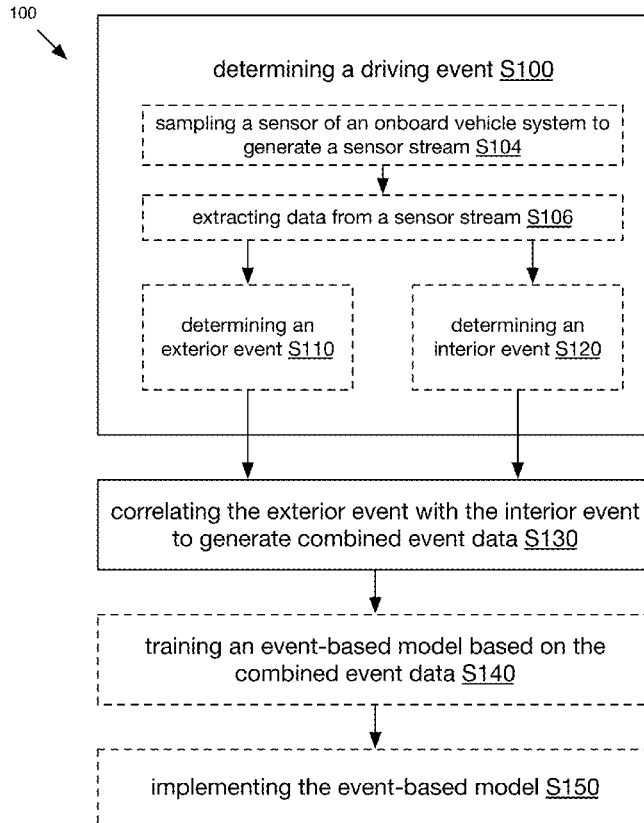 100
determining a driving event S100
sampling a sensor of an onboard vehicle system to
generate a sensor stream S104
extracting data from a sensor stream S106
determining an
exterior event S110
determining an
interior event S120
correlating the exterior event with the interior event
to generate combined event data S130
training an event-based model based on the
combined event data S140
implementing the event-based model S150